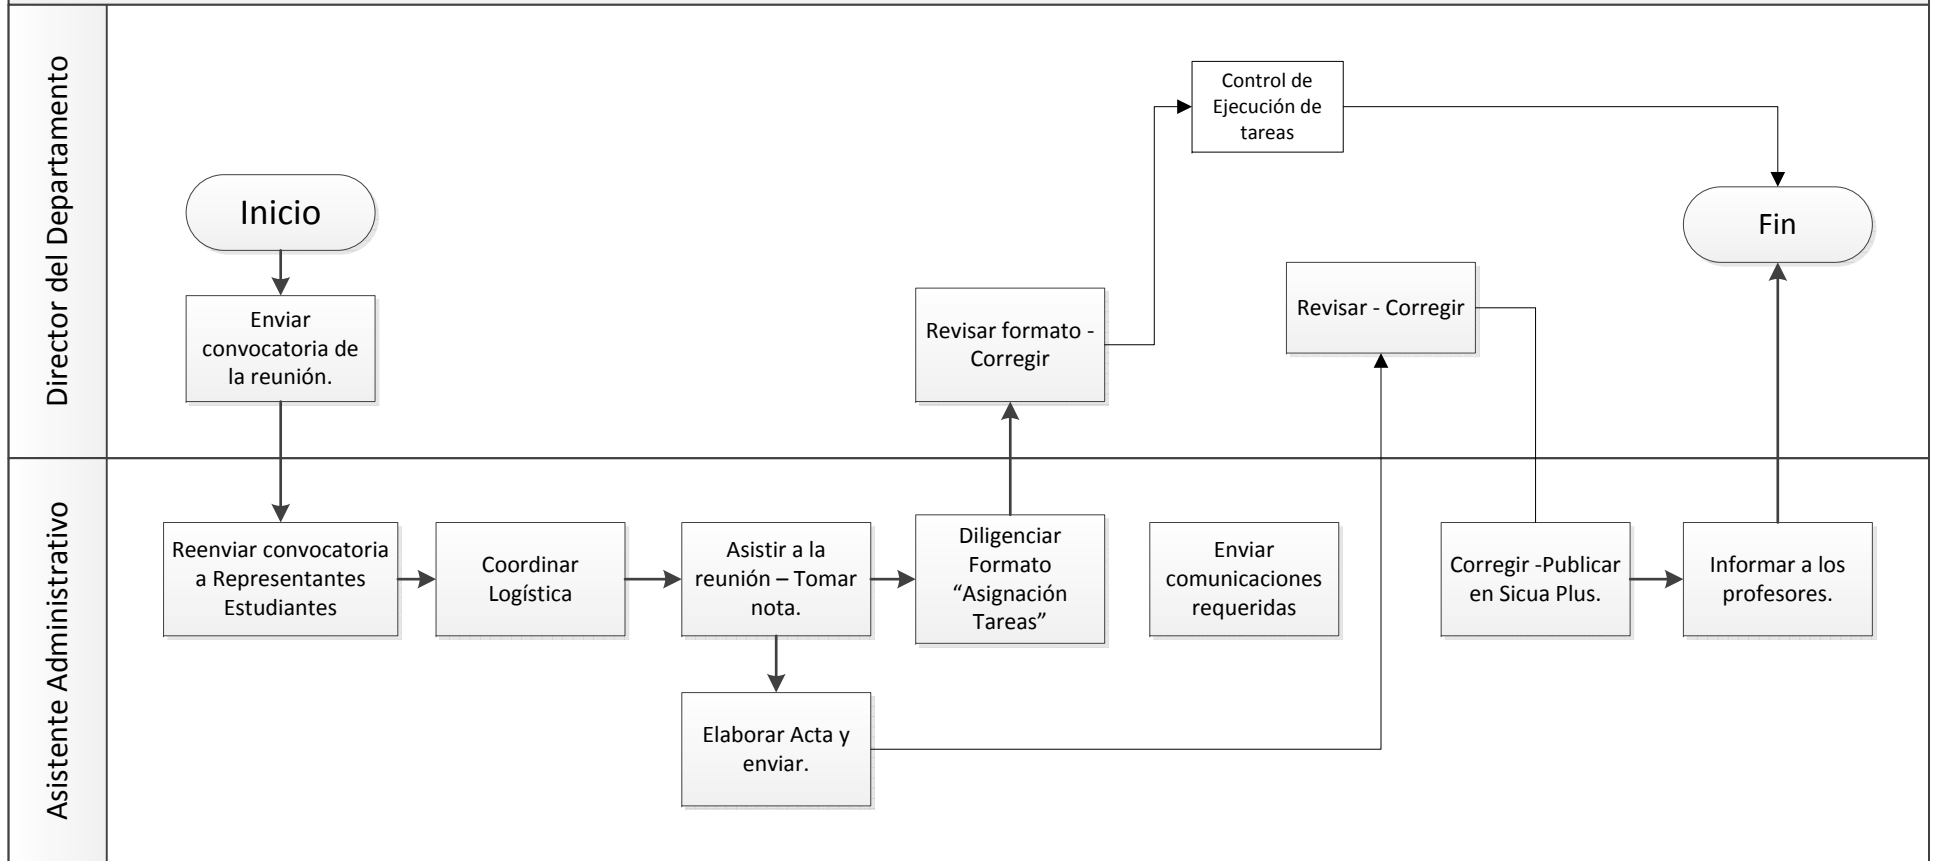 Director del Departamento
Inicio
Enviar
convocatoria de
la reunión.
Revisar formato -
Corregir
Control de
Ejecución de
tareas
Revisar - Corregir
Fin
Asistente Administrativo
Reenviar convocatoria
a Representantes
Estudiantes
Coordinar
Logística
Asistir a la
reunión – Tomar
nota.
Diligenciar
Formato
“Asignación
Tareas”
Enviar
comunicaciones
requeridas
Corregir -Publicar
en Sicua Plus.
Informar a los
profesores.
Elaborar Acta y
enviar.